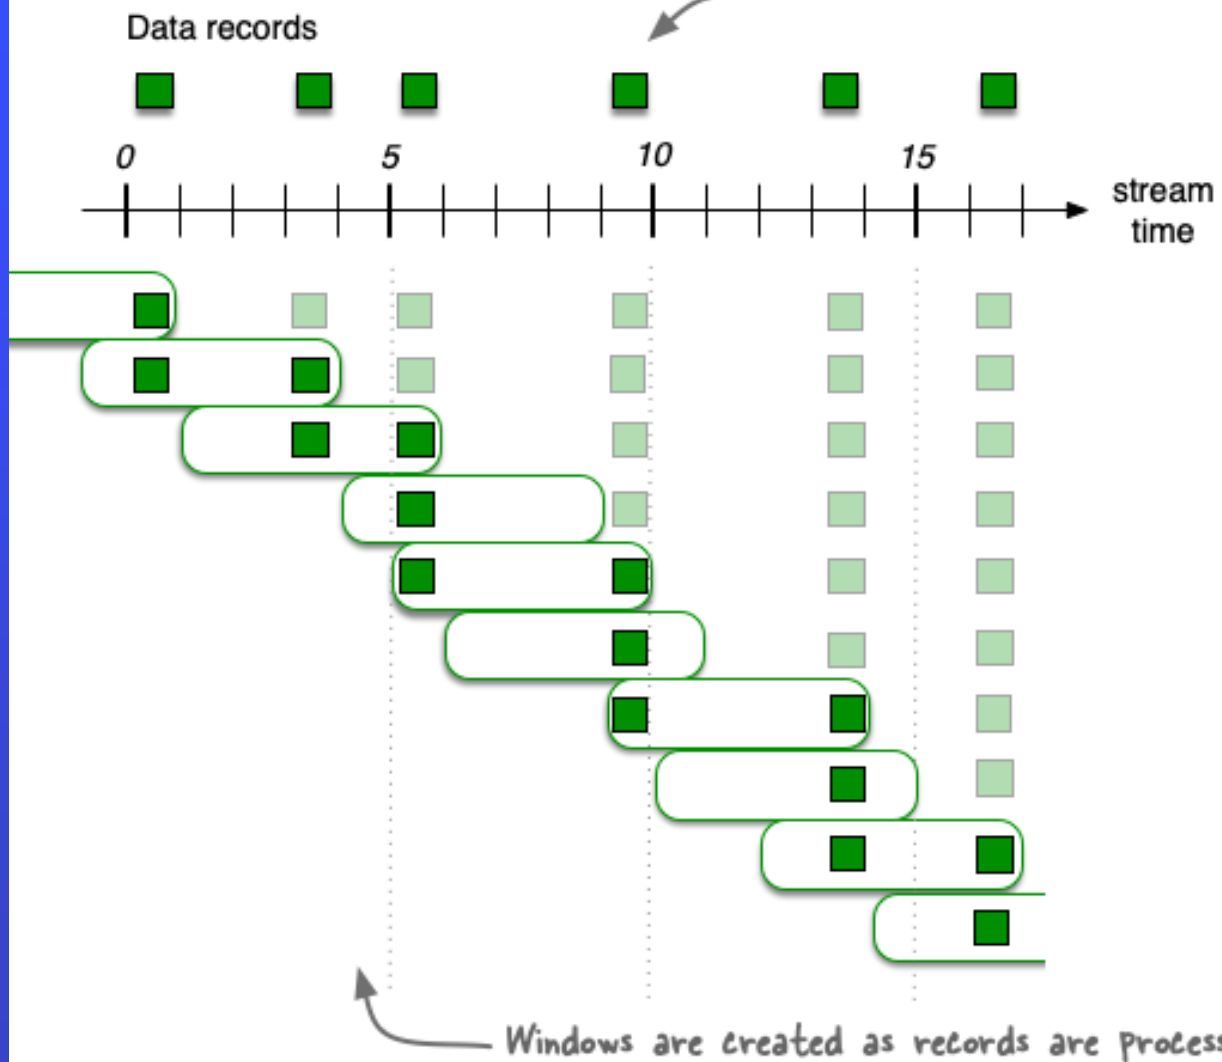 Data records
0 5 10 15
stream
time
Windows are created as records are